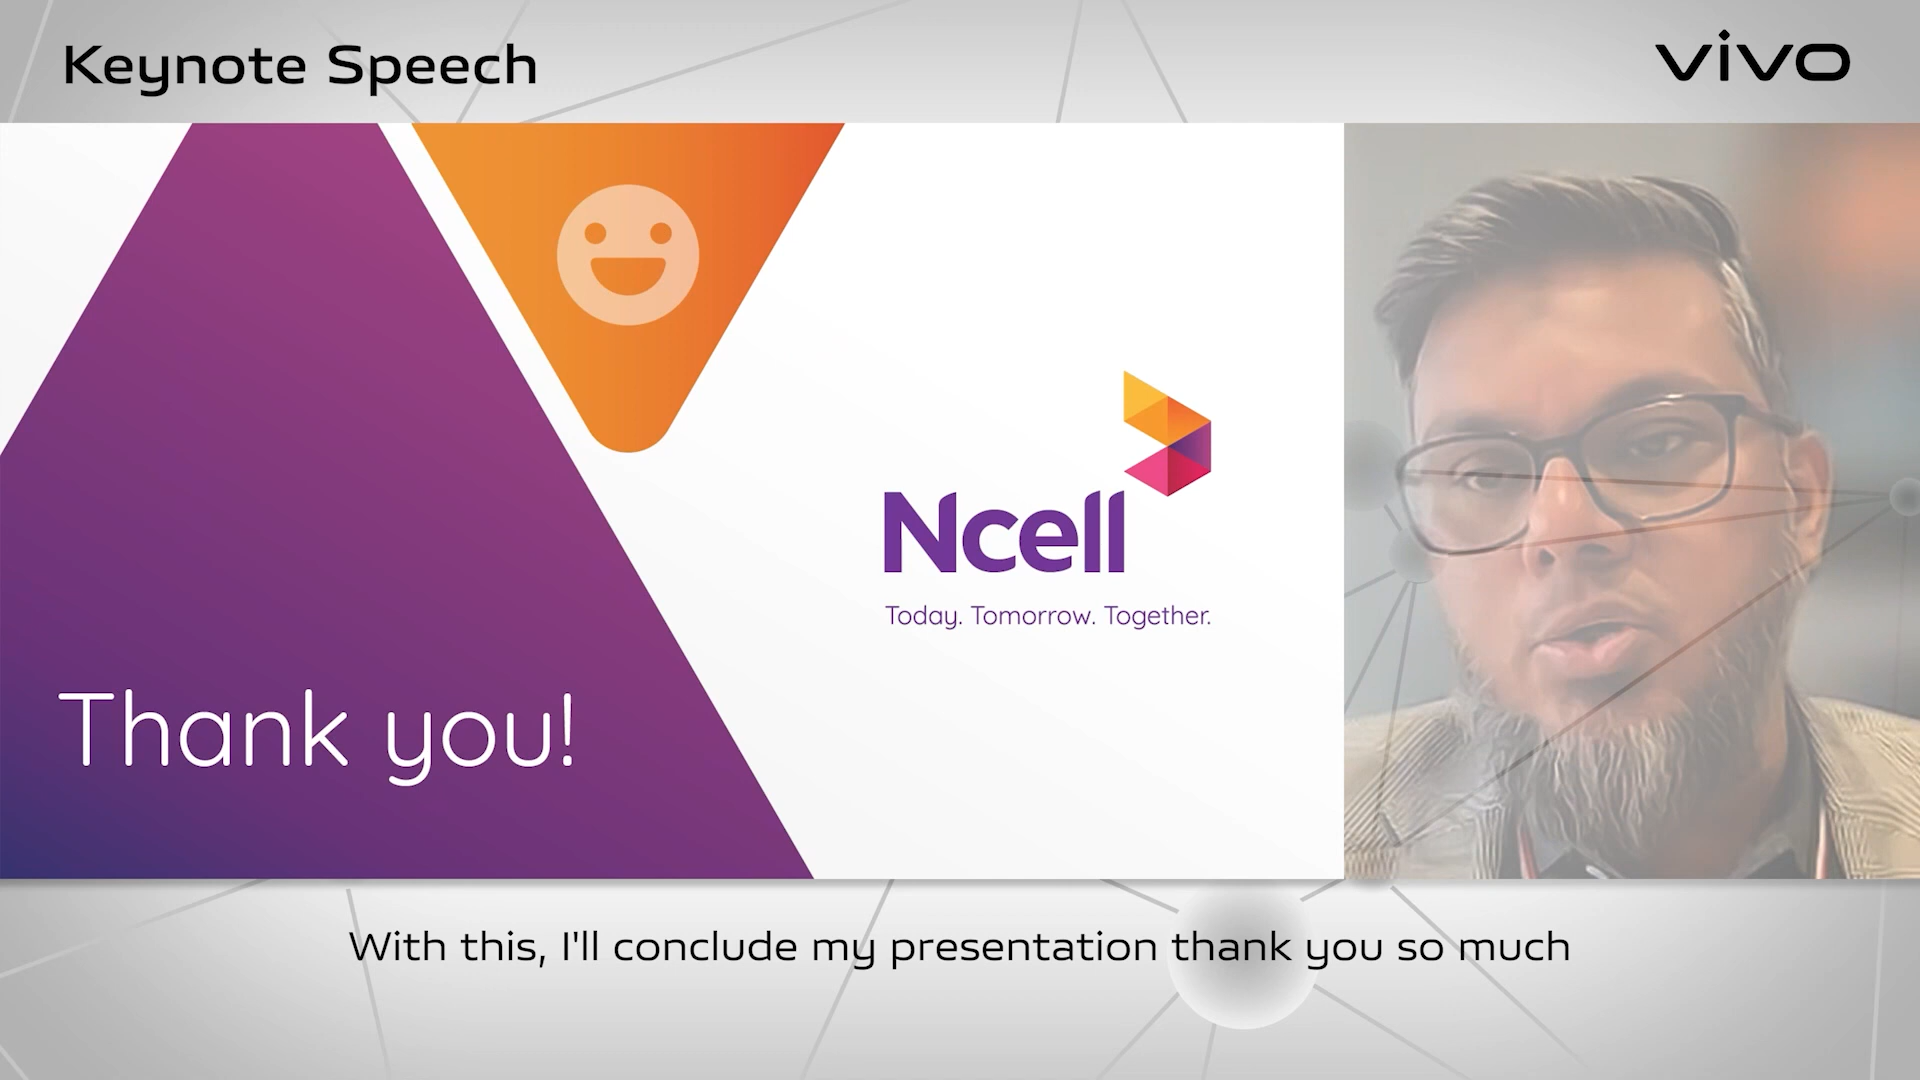 Keynote Speech
vivo
Ncell
Today. Tomorrow. Together.
Thank you!
With this, I'll conclude my presentation thank you so much